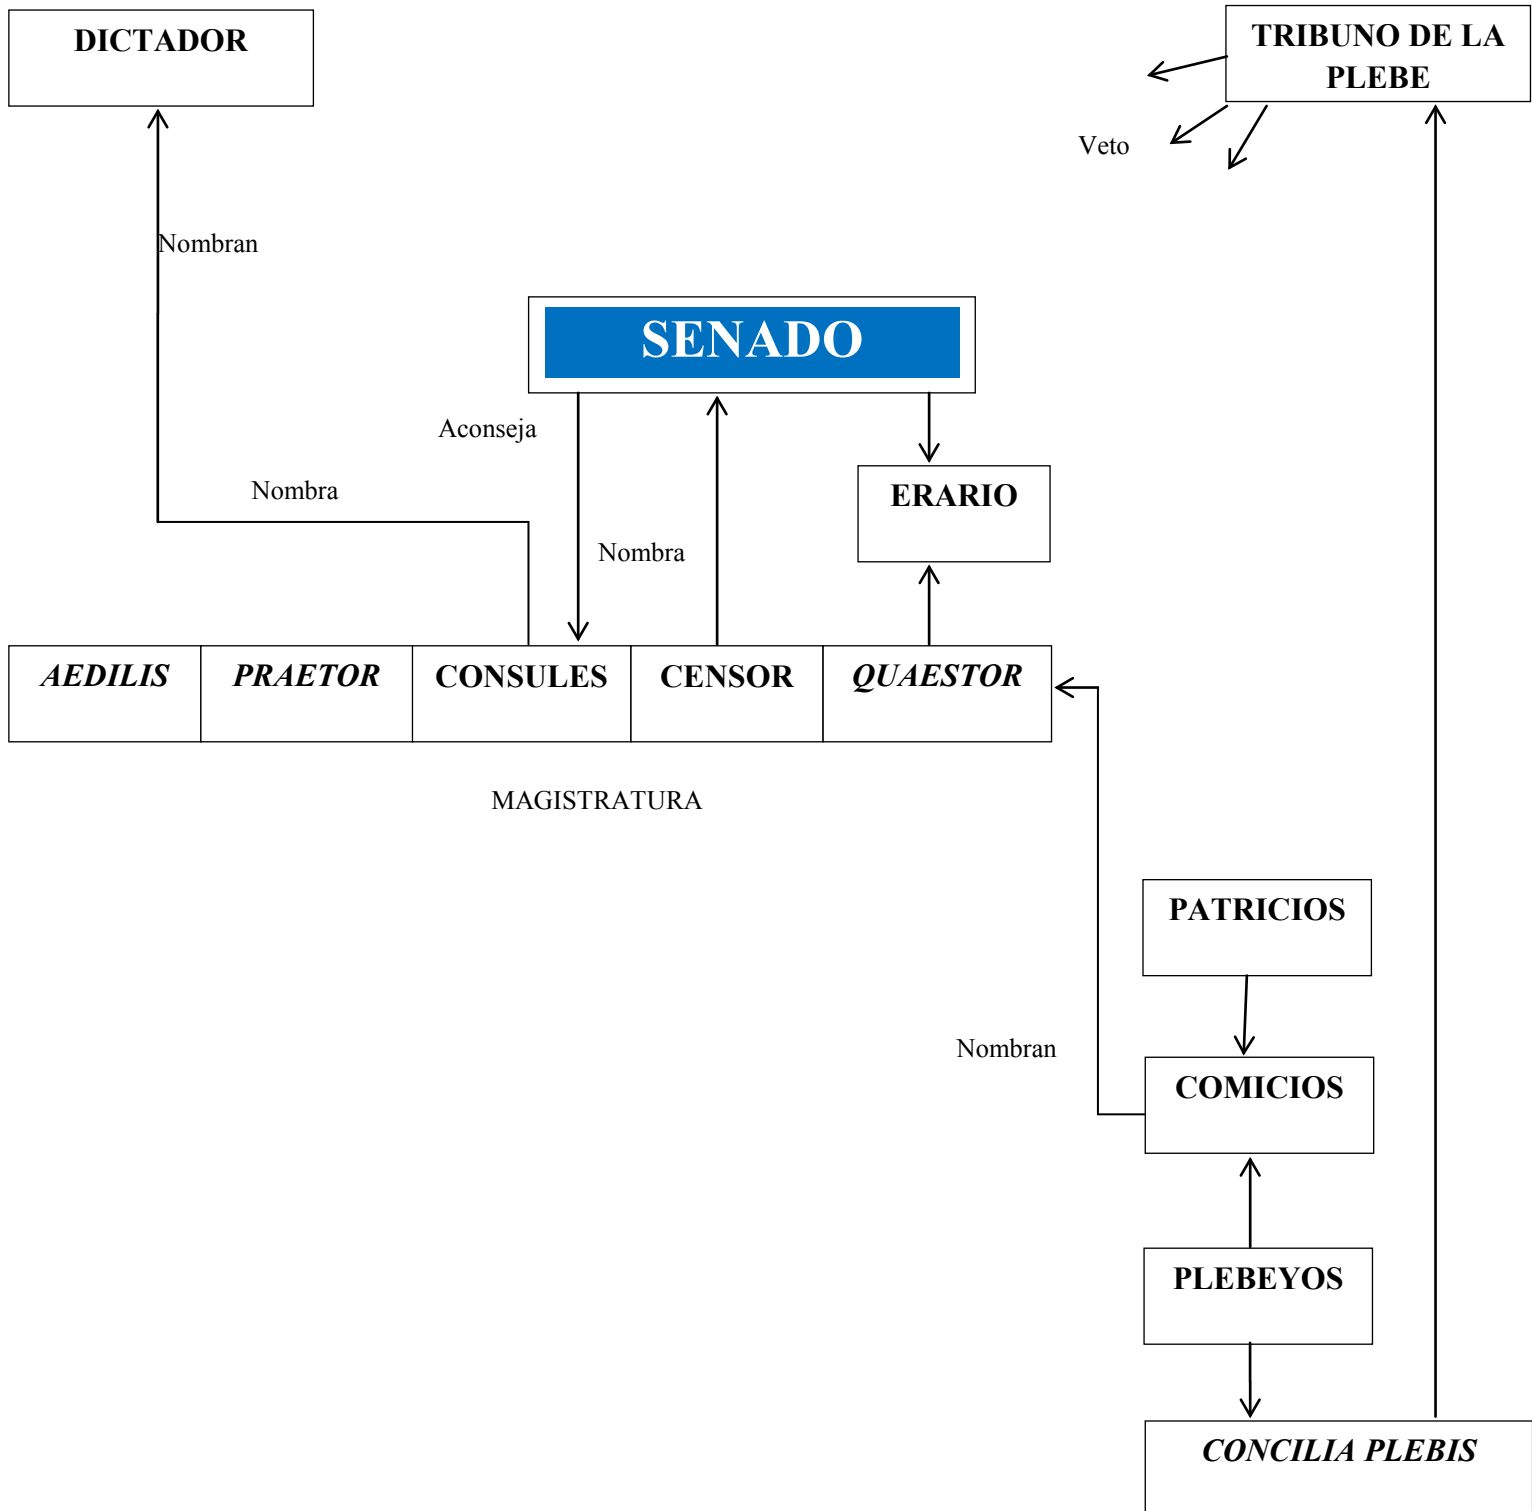 DICTADOR
TRIBUNO DE LA
PLEBE
Veto
Nombran
SENADO
Aconseja
Nombra
ERARIO
Nombra
AEDILIS
PRAETOR
CONSULES
CENSOR
QUAESTOR
MAGISTRATURA
PATRICIOS
Nombran
COMICIOS
PLEBEYOS
CONCILIA PLEBIS